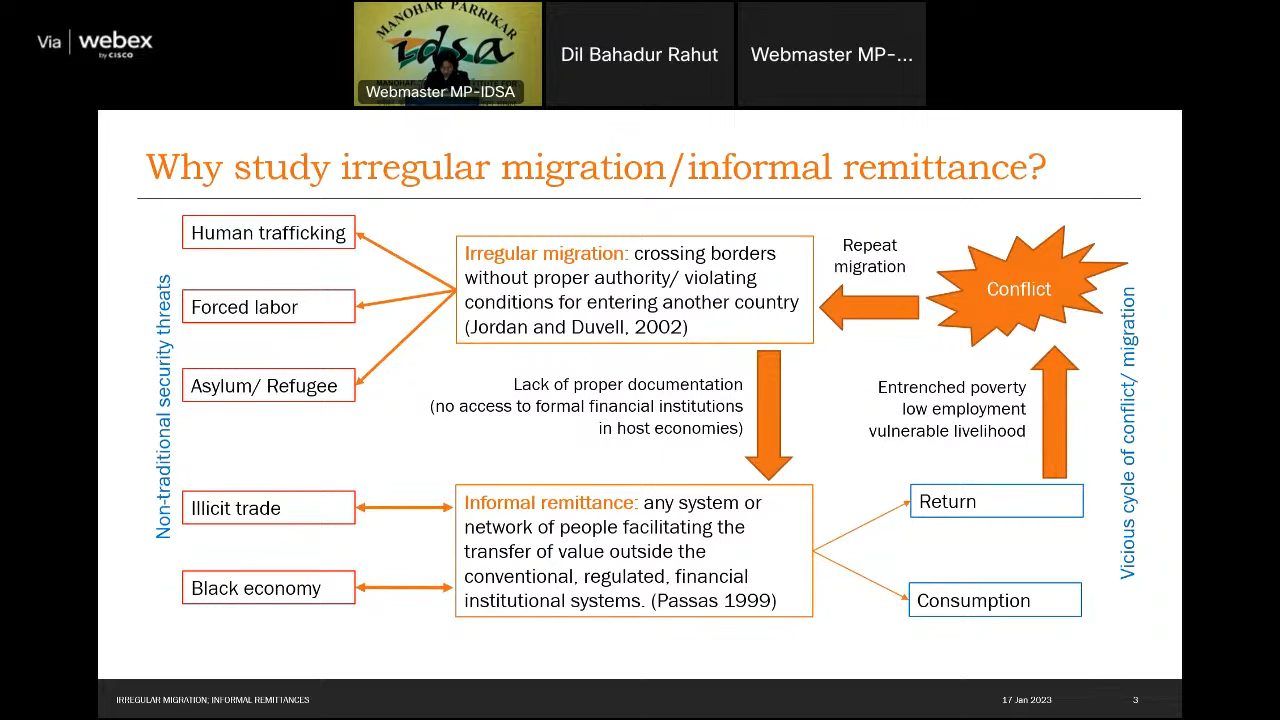 Via webex
by CISCO
MANOHAR PARRIKAR
idsa
Webmaster MP-IDSA
Dil Bahadur Rahut
Webmaster MP-...
Why study irregular migration/informal remittance?
Non-traditional security threats
Human trafficking
Forced labor
Asylum/ Refugee
Illicit trade
Black economy
Irregular migration: crossing borders
without proper authority/ violating
conditions for entering another country
(Jordan and Duvell, 2002)
Lack of proper documentation
(no access to formal financial institutions
in host economies)
Informal remittance: any system or
network of people facilitating the
transfer of value outside the
conventional, regulated, financial
institutional systems. (Passas 1999)
Repeat
migration
Conflict
Entrenched poverty
low employment
vulnerable livelihood
Return
Consumption
Vicious cycle of conflict/ migration
IRREGULAR MIGRATION; INFORMAL REMITTANCES
17 Jan 2023
3